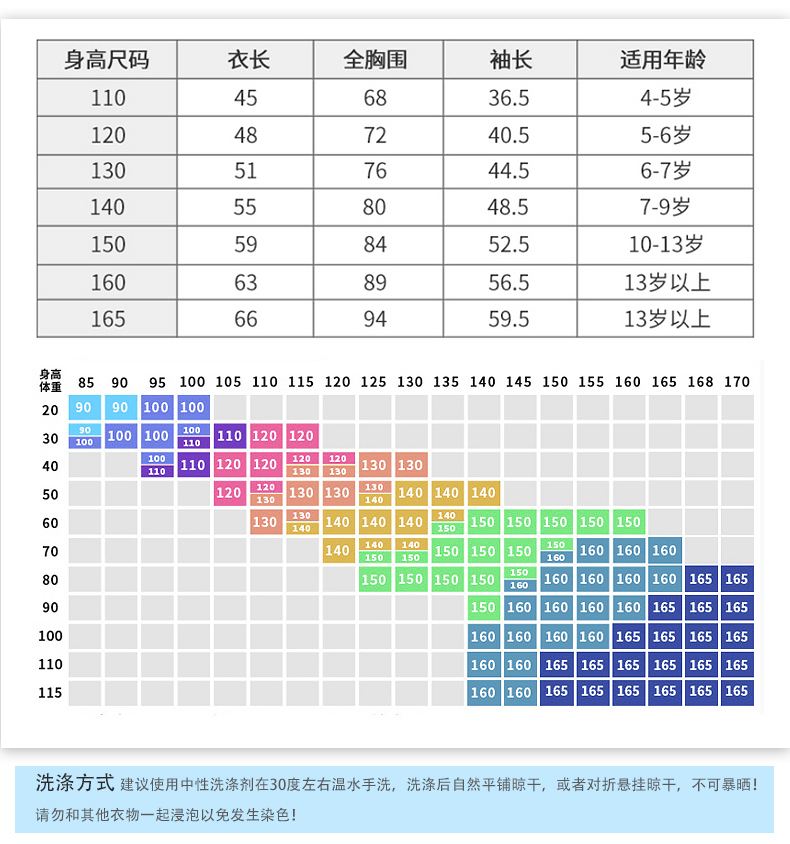 身高尺码 衣长 全胸围 袖长 适用年龄
110 45 68 36.5 4-5岁
120 48 72 40.5 5-6岁
130 51 76 44.5 6-7岁
140 55 80 48.5 7-9岁
150 59 84 52.5 10-13岁
160 63 89 56.5 13岁以上
165 66 94 59.5 13岁以上
身高
体重 85 90 95 100 105 110 115 120 125 130 135 140 145 150 155 160 165 168 170
20 90 90 100 100
30 90 100 100 100 100 110 110 120 120
40 100 110 110 120 120 120 130 120 130 130 130
50 120 120 130 130 130 130 140 140 140 140
60 130 130 140 140 140 140 140 150 150 150 150 150 150
70 140 140 150 140 150 150 150 150 150 160 160 160 160
80 150 150 150 150 150 160 160 160 160 160 165 165
90 150 160 160 160 160 165 165 165
100 160 160 160 160 165 165 165 165
110 160 160 165 165 165 165 165 165
115 160 160 165 165 165 165 165 165
洗涤方式 建议使用中性洗涤剂在30度左右温水手洗，洗涤后自然平铺晾干，或者对折悬挂晾干，不可暴晒！
请勿和其他衣物一起浸泡以免发生染色！